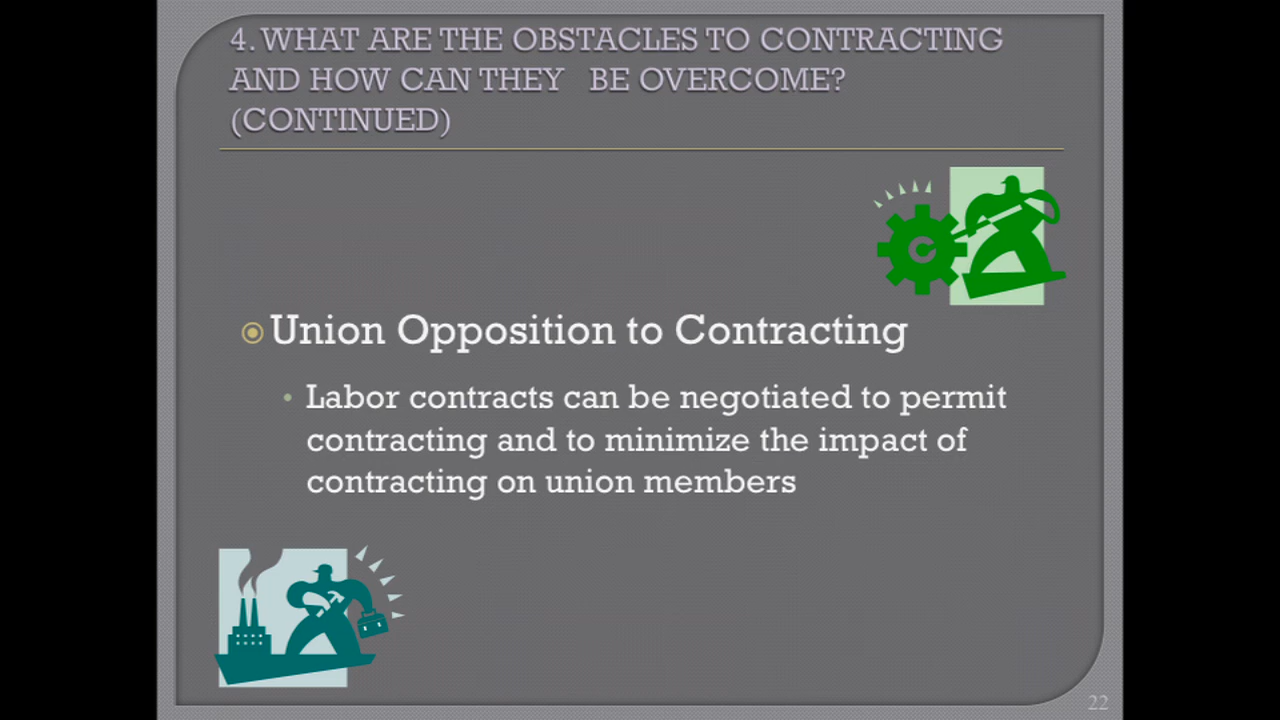 4. WHAT ARE THE OBSTACLES TO CONTRACTING
AND HOW CAN THEY BE OVERCOME?
(CONTINUED)
Union Opposition to Contracting
Labor contracts can be negotiated to permit
contracting and to minimize the impact of
contracting on union members
22